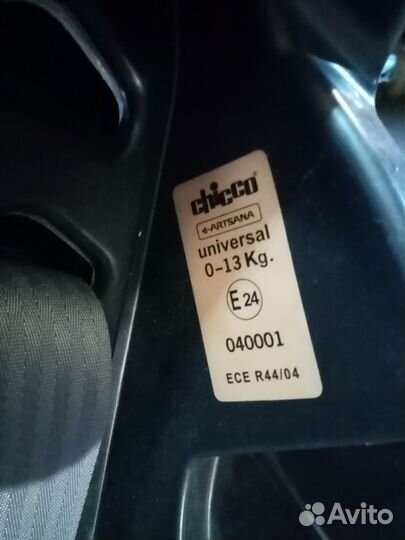 chicco
ARTSANA
universal
0-13 Kg.
E 24
040001
ECE R44/04
Avito